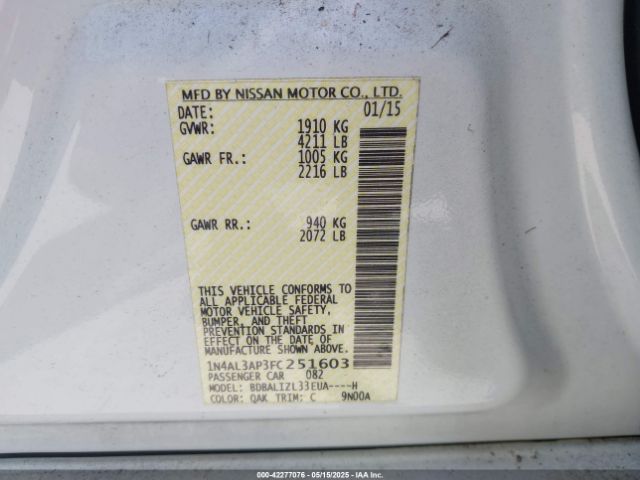 MFD BY NISSAN MOTOR CO., LTD.
DATE: 01/15
GVWR: 1910 KG
4211 LB
GAWR FR.: 1005 KG
2216 LB
GAWR RR.: 940 KG
2072 LB
THIS VEHICLE CONFORMS TO
ALL APPLICABLE FEDERAL
MOTOR VEHICLE SAFETY,
BUMPER, AND THEFT
PREVENTION STANDARDS IN
EFFECT ON THE DATE OF
MANUFACTURE SHOWN ABOVE.
1N4AL3AP3FC251603
PASSENGER CAR 082
MODEL: BDBALIZL33EUA----H
COLOR: QAK TRIM: C 9N00A
000-42277076 - 05/15/2025 - IAAI.COM